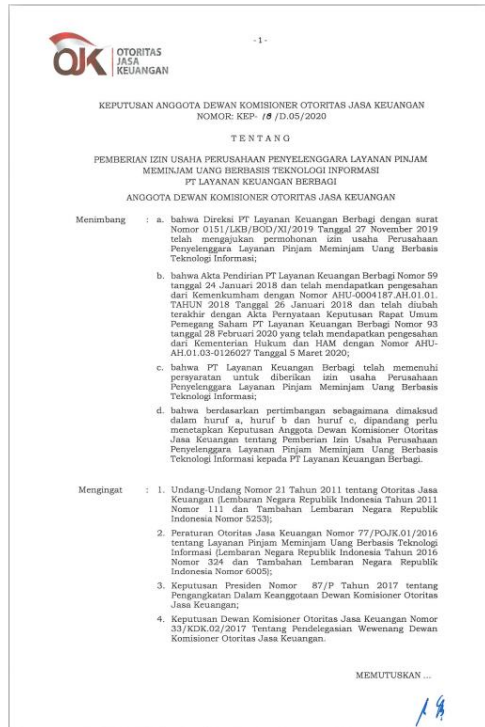 - 1 -
OJK OTORITAS
JASA
KEUANGAN
KEPUTUSAN ANGGOTA DEWAN KOMISIONER OTORITAS JASA KEUANGAN
NOMOR: KEP- /D.05/2020
T E N T A N G
PEMBERIAN IZIN USAHA PERUSAHAAN PENYELENGGARA LAYANAN PINJAM
MEMINJAM UANG BERBASIS TEKNOLOGI INFORMASI
PT LAYANAN KEUANGAN BERBAGI
ANGGOTA DEWAN KOMISIONER OTORITAS JASA KEUANGAN
Menimbang : a. bahwa Direksi PT Layanan Keuangan Berbagi dengan surat
Nomor 0151/LKB/BOD/XI/2019 Tanggal 27 November 2019
telah mengajukan permohonan izin usaha Perusahaan
Penyelenggara Layanan Pinjam Meminjam Uang Berbasis
Teknologi Informasi;
b. bahwa Akta Pendirian PT Layanan Keuangan Berbagi Nomor 59
tanggal 24 Januari 2018 dan telah mendapatkan pengesahan
dari Kemenkumham dengan Nomor AHU-0004187.AH.01.01.
TAHUN 2018 Tanggal 26 Januari 2018 dan telah diubah
terakhir dengan Akta Pernyataan Keputusan Rapat Umum
Pemegang Saham PT Layanan Keuangan Berbagi Nomor 93
tanggal 28 Februari 2020 yang telah mendapatkan pengesahan
dari Kementerian Hukum dan HAM dengan Nomor AHU-
AH.01.03-0126027 Tanggal 5 Maret 2020;
c. bahwa PT Layanan Keuangan Berbagi telah memenuhi
persyaratan untuk diberikan izin usaha Perusahaan
Penyelenggara Layanan Pinjam Meminjam Uang Berbasis
Teknologi Informasi;
d. bahwa berdasarkan pertimbangan sebagaimana dimaksud
dalam huruf a, huruf b dan huruf c, dipandang perlu
menetapkan Keputusan Anggota Dewan Komisioner Otoritas
Jasa Keuangan tentang Pemberian Izin Usaha Perusahaan
Penyelenggara Layanan Pinjam Meminjam Uang Berbasis
Teknologi Informasi kepada PT Layanan Keuangan Berbagi.
Mengingat : 1. Undang-Undang Nomor 21 Tahun 2011 tentang Otoritas Jasa
Keuangan (Lembaran Negara Republik Indonesia Tahun 2011
Nomor 111 dan Tambahan Lembaran Negara Republik
Indonesia Nomor 5253);
2. Peraturan Otoritas Jasa Keuangan Nomor 77/POJK.01/2016
tentang Layanan Pinjam Meminjam Uang Berbasis Teknologi
Informasi (Lembaran Negara Republik Indonesia Tahun 2016
Nomor 324 dan Tambahan Lembaran Negara Republik
Indonesia Nomor 6005);
3. Keputusan Presiden Nomor 87/P Tahun 2017 tentang
Pengangkatan Dalam Keanggotaan Dewan Komisioner Otoritas
Jasa Keuangan;
4. Keputusan Dewan Komisioner Otoritas Jasa Keuangan Nomor
33/KDK.02/2017 Tentang Pendelegasian Wewenang Dewan
Komisioner Otoritas Jasa Keuangan.
MEMUTUSKAN ...